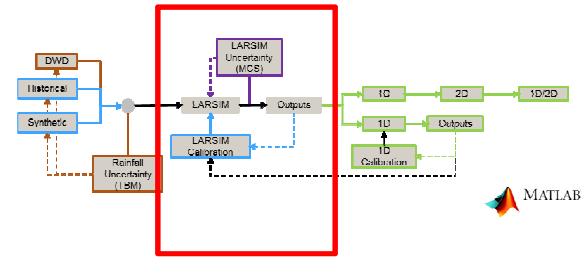 DWD
Historical
Synthetic
Rainfall
Uncertainty
(TBM)
LARSIM
Uncertainty
(MCS)
LARSIM
Outputs
LARSIM
Calibration
1D
2D
1D/2D
1D
Outputs
1D
Calibration
MATLAB